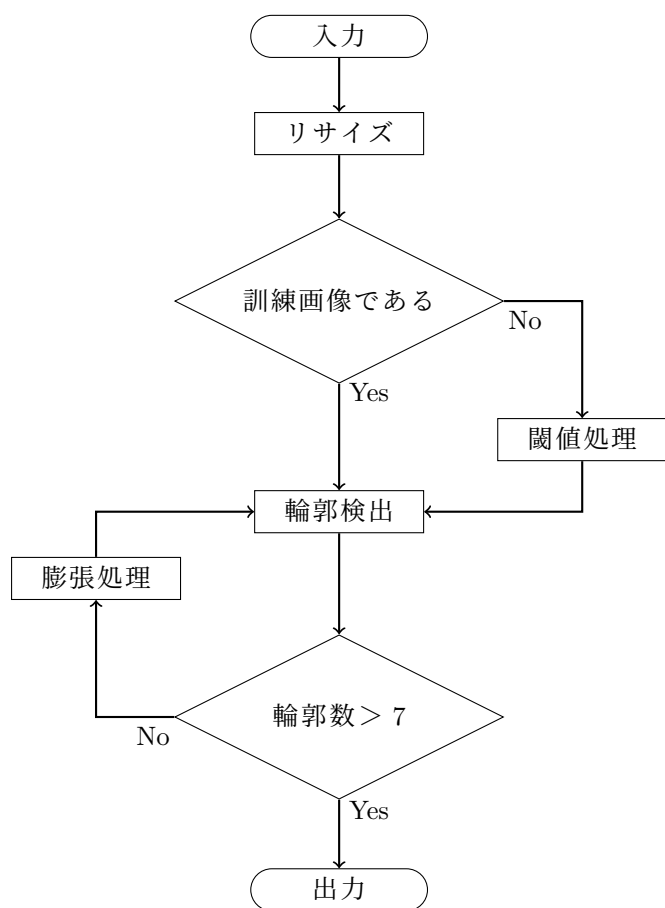 入力
リサイズ
訓練画像である
No
Yes
閾値処理
輪郭検出
膨張処理
輪郭数> 7
No
Yes
出力